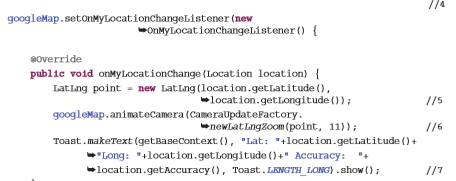 //4
googleMap.setOnMyLocationChangeListener(new
➥OnMyLocationChangeListener() {
@Override
public void onMyLocationChange(Location location) {
LatLng point = new LatLng(location.getLatitude(),
➥location.getLongitude()); //5
googleMap.animateCamera(CameraUpdateFactory.
➥newLatLngZoom(point, 11)); //6
Toast.makeText(getBaseContext(), "Lat: "+location.getLatitude()+
➥"Long: "+location.getLongitude()+" Accuracy: "+
➥location.getAccuracy(), Toast.LENGTH_LONG).show(); //7